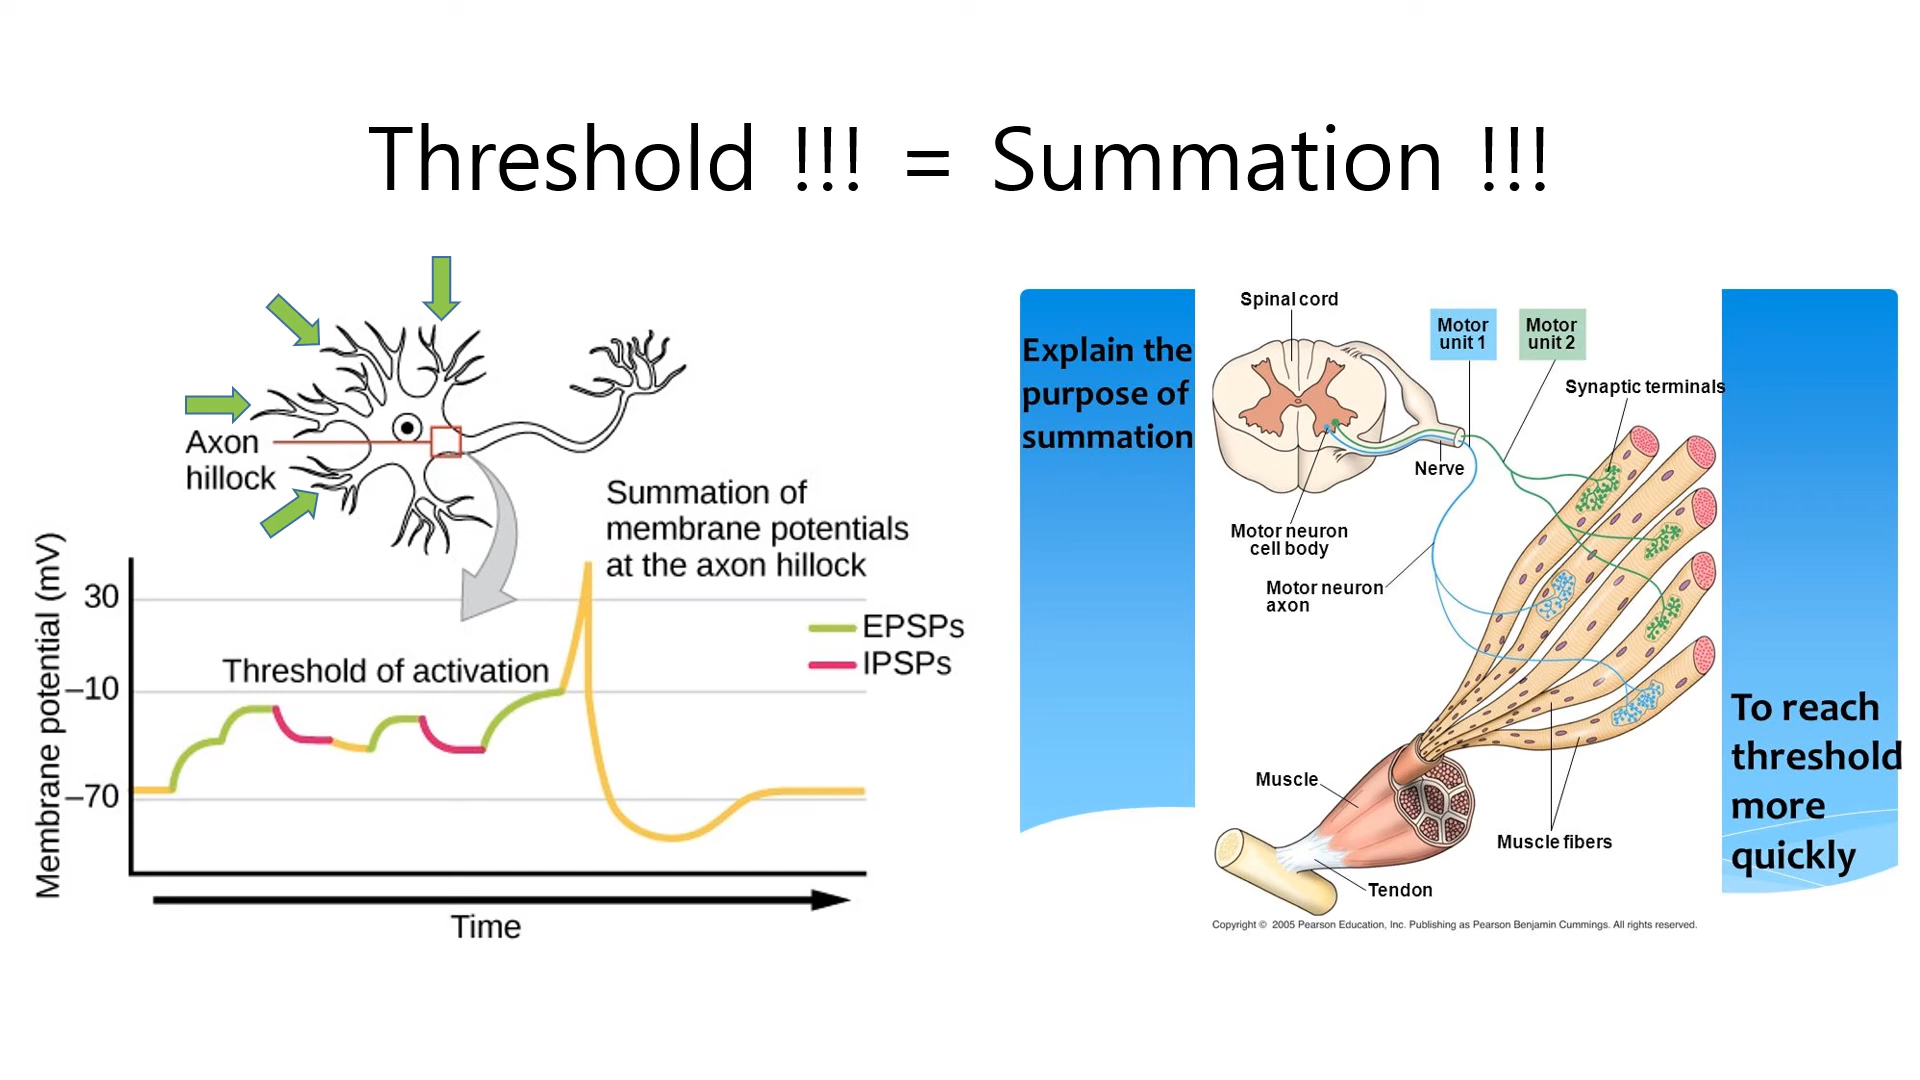 Threshold !!! = Summation !!!
Axon
hillock
Summation of
membrane potentials
at the axon hillock
Membrane potential (mV)
30
Threshold of activation
–10
–70
EPSPs
IPSPs
Time
Explain the
purpose of
summation
Spinal cord
Motor
unit 1
Motor
unit 2
Synaptic terminals
Nerve
Motor neuron
cell body
Motor neuron
axon
Muscle
Muscle fibers
Tendon
To reach
threshold
more
quickly
Copyright © 2005 Pearson Education, Inc. Publishing as Pearson Benjamin Cummings. All rights reserved.